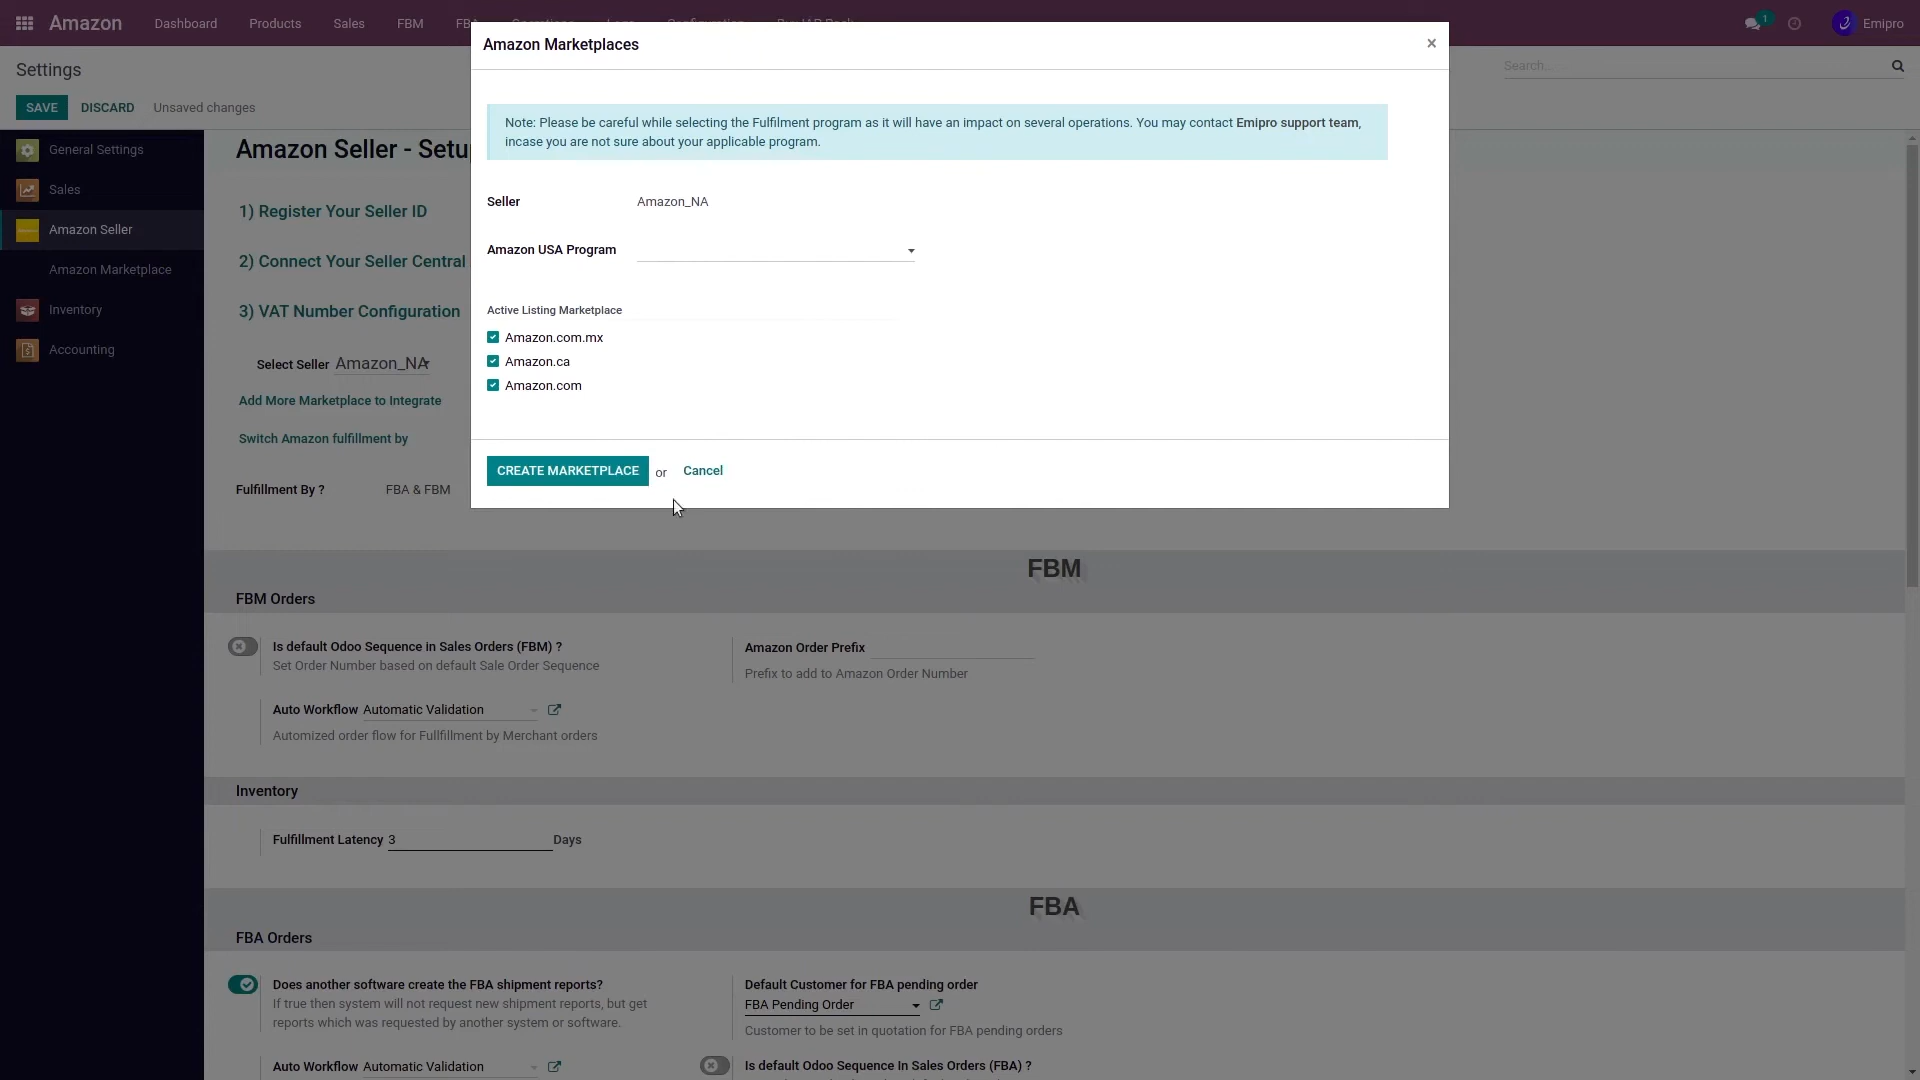 Amazon
Dashboard
Products
Sales
FBM
1
Emipro
Settings
Search...
SAVE
DISCARD
Unsaved changes
General Settings
Sales
Amazon Seller
Amazon Marketplace
Inventory
Accounting
Amazon Seller - Setu
1) Register Your Seller ID
2) Connect Your Seller Central
3) VAT Number Configuration
Select Seller Amazon_NA
Add More Marketplace to Integrate
Switch Amazon fulfillment by
Fulfillment By ? FBA & FBM
Amazon Marketplaces
×
Note: Please be careful while selecting the Fulfilment program as it will have an impact on several operations. You may contact Emipro support team,
incase you are not sure about your applicable program.
Seller Amazon_NA
Amazon USA Program
Active Listing Marketplace
Amazon.com.mx
Amazon.ca
Amazon.com
CREATE MARKETPLACE or Cancel
FBM
FBM Orders
Is default Odoo Sequence in Sales Orders (FBM) ?
Set Order Number based on default Sale Order Sequence
Amazon Order Prefix
Prefix to add to Amazon Order Number
Auto Workflow Automatic Validation
Automized order flow for Fullfillment by Merchant orders
Inventory
Fulfillment Latency 3 Days
FBA
FBA Orders
Does another software create the FBA shipment reports?
If true then system will not request new shipment reports, but get
reports which was requested by another system or software.
Default Customer for FBA pending order
FBA Pending Order
Customer to be set in quotation for FBA pending orders
Auto Workflow Automatic Validation
Is default Odoo Sequence In Sales Orders (FBA) ?